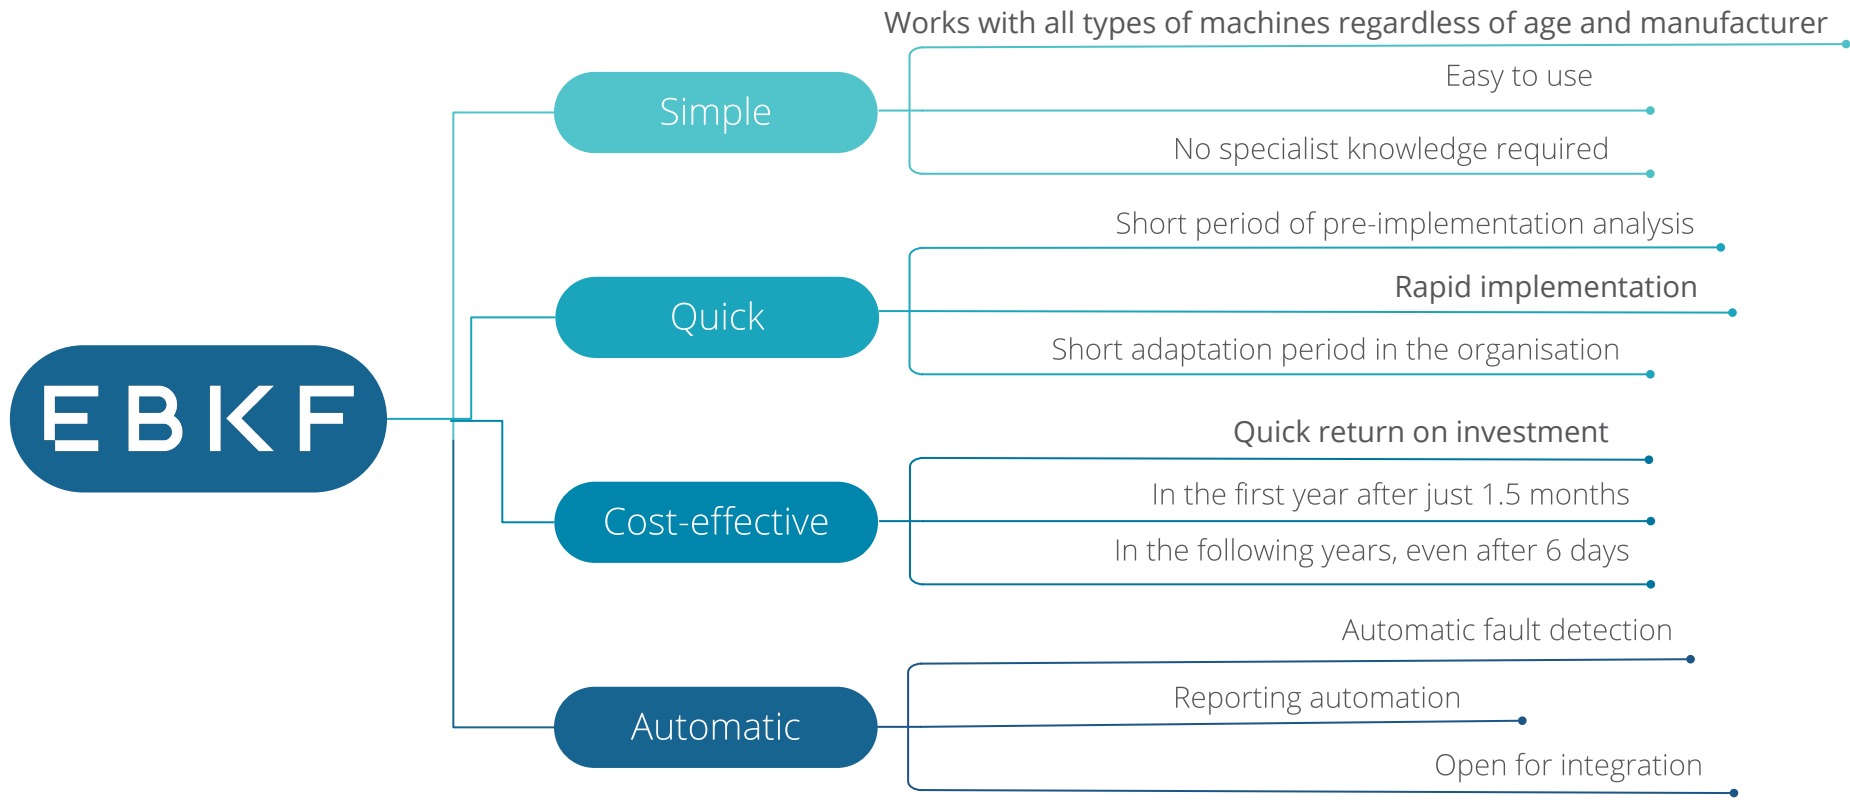 EBKF
Simple
Works with all types of machines regardless of age and manufacturer
Easy to use
No specialist knowledge required
Quick
Short period of pre-implementation analysis
Rapid implementation
Short adaptation period in the organisation
Cost-effective
Quick return on investment
In the first year after just 1.5 months
In the following years, even after 6 days
Automatic
Automatic fault detection
Reporting automation
Open for integration